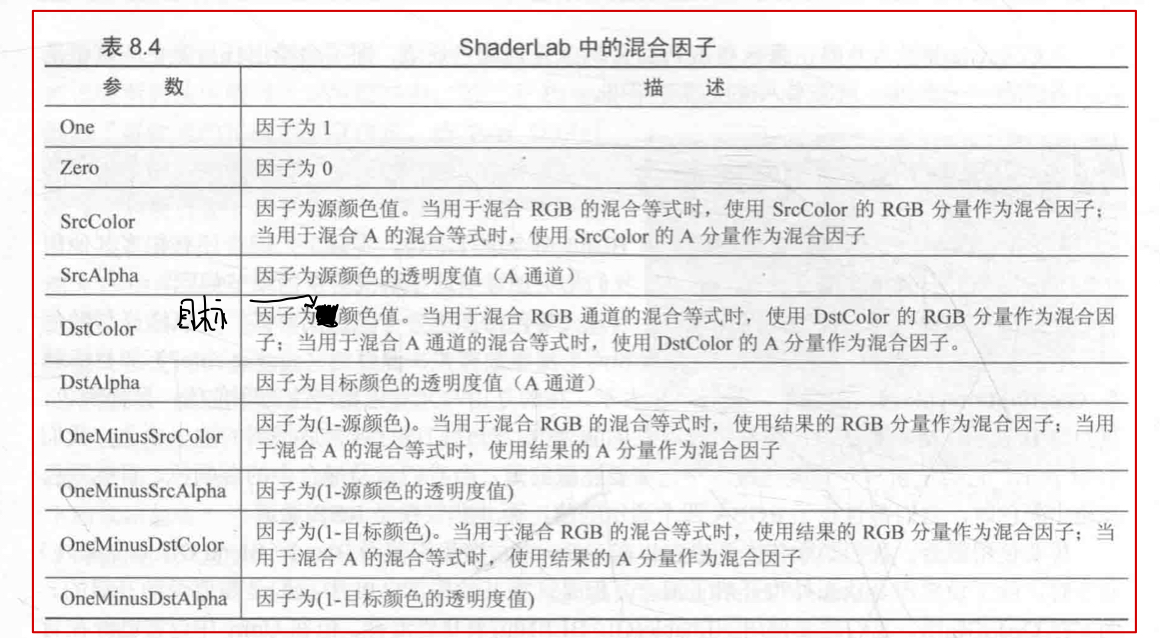 表 8.4 ShaderLab 中的混合因子
参 数 描 述
One 因子为 1
Zero 因子为 0
SrcColor 因子为源颜色值。当用于混合 RGB 的混合等式时，使用 SrcColor 的 RGB 分量作为混合因子；
当用于混合 A 的混合等式时，使用 SrcColor 的 A 分量作为混合因子
SrcAlpha 因子为源颜色的透明度值（A 通道）
目标
DstColor 因子为颜色值。当用于混合 RGB 通道的混合等式时，使用 DstColor 的 RGB 分量作为混合因
子；当用于混合 A 通道的混合等式时，使用 DstColor 的 A 分量作为混合因子。
DstAlpha 因子为目标颜色的透明度值（A 通道）
OneMinusSrcColor 因子为(1-源颜色)。当用于混合 RGB 的混合等式时，使用结果的 RGB 分量作为混合因子；当用
于混合 A 的混合等式时，使用结果的 A 分量作为混合因子
OneMinusSrcAlpha 因子为(1-源颜色的透明度值)
OneMinusDstColor 因子为(1-目标颜色)。当用于混合 RGB 的混合等式时，使用结果的 RGB 分量作为混合因子；当
用于混合 A 的混合等式时，使用结果的 A 分量作为混合因子
OneMinusDstAlpha 因子为(1-目标颜色的透明度值)